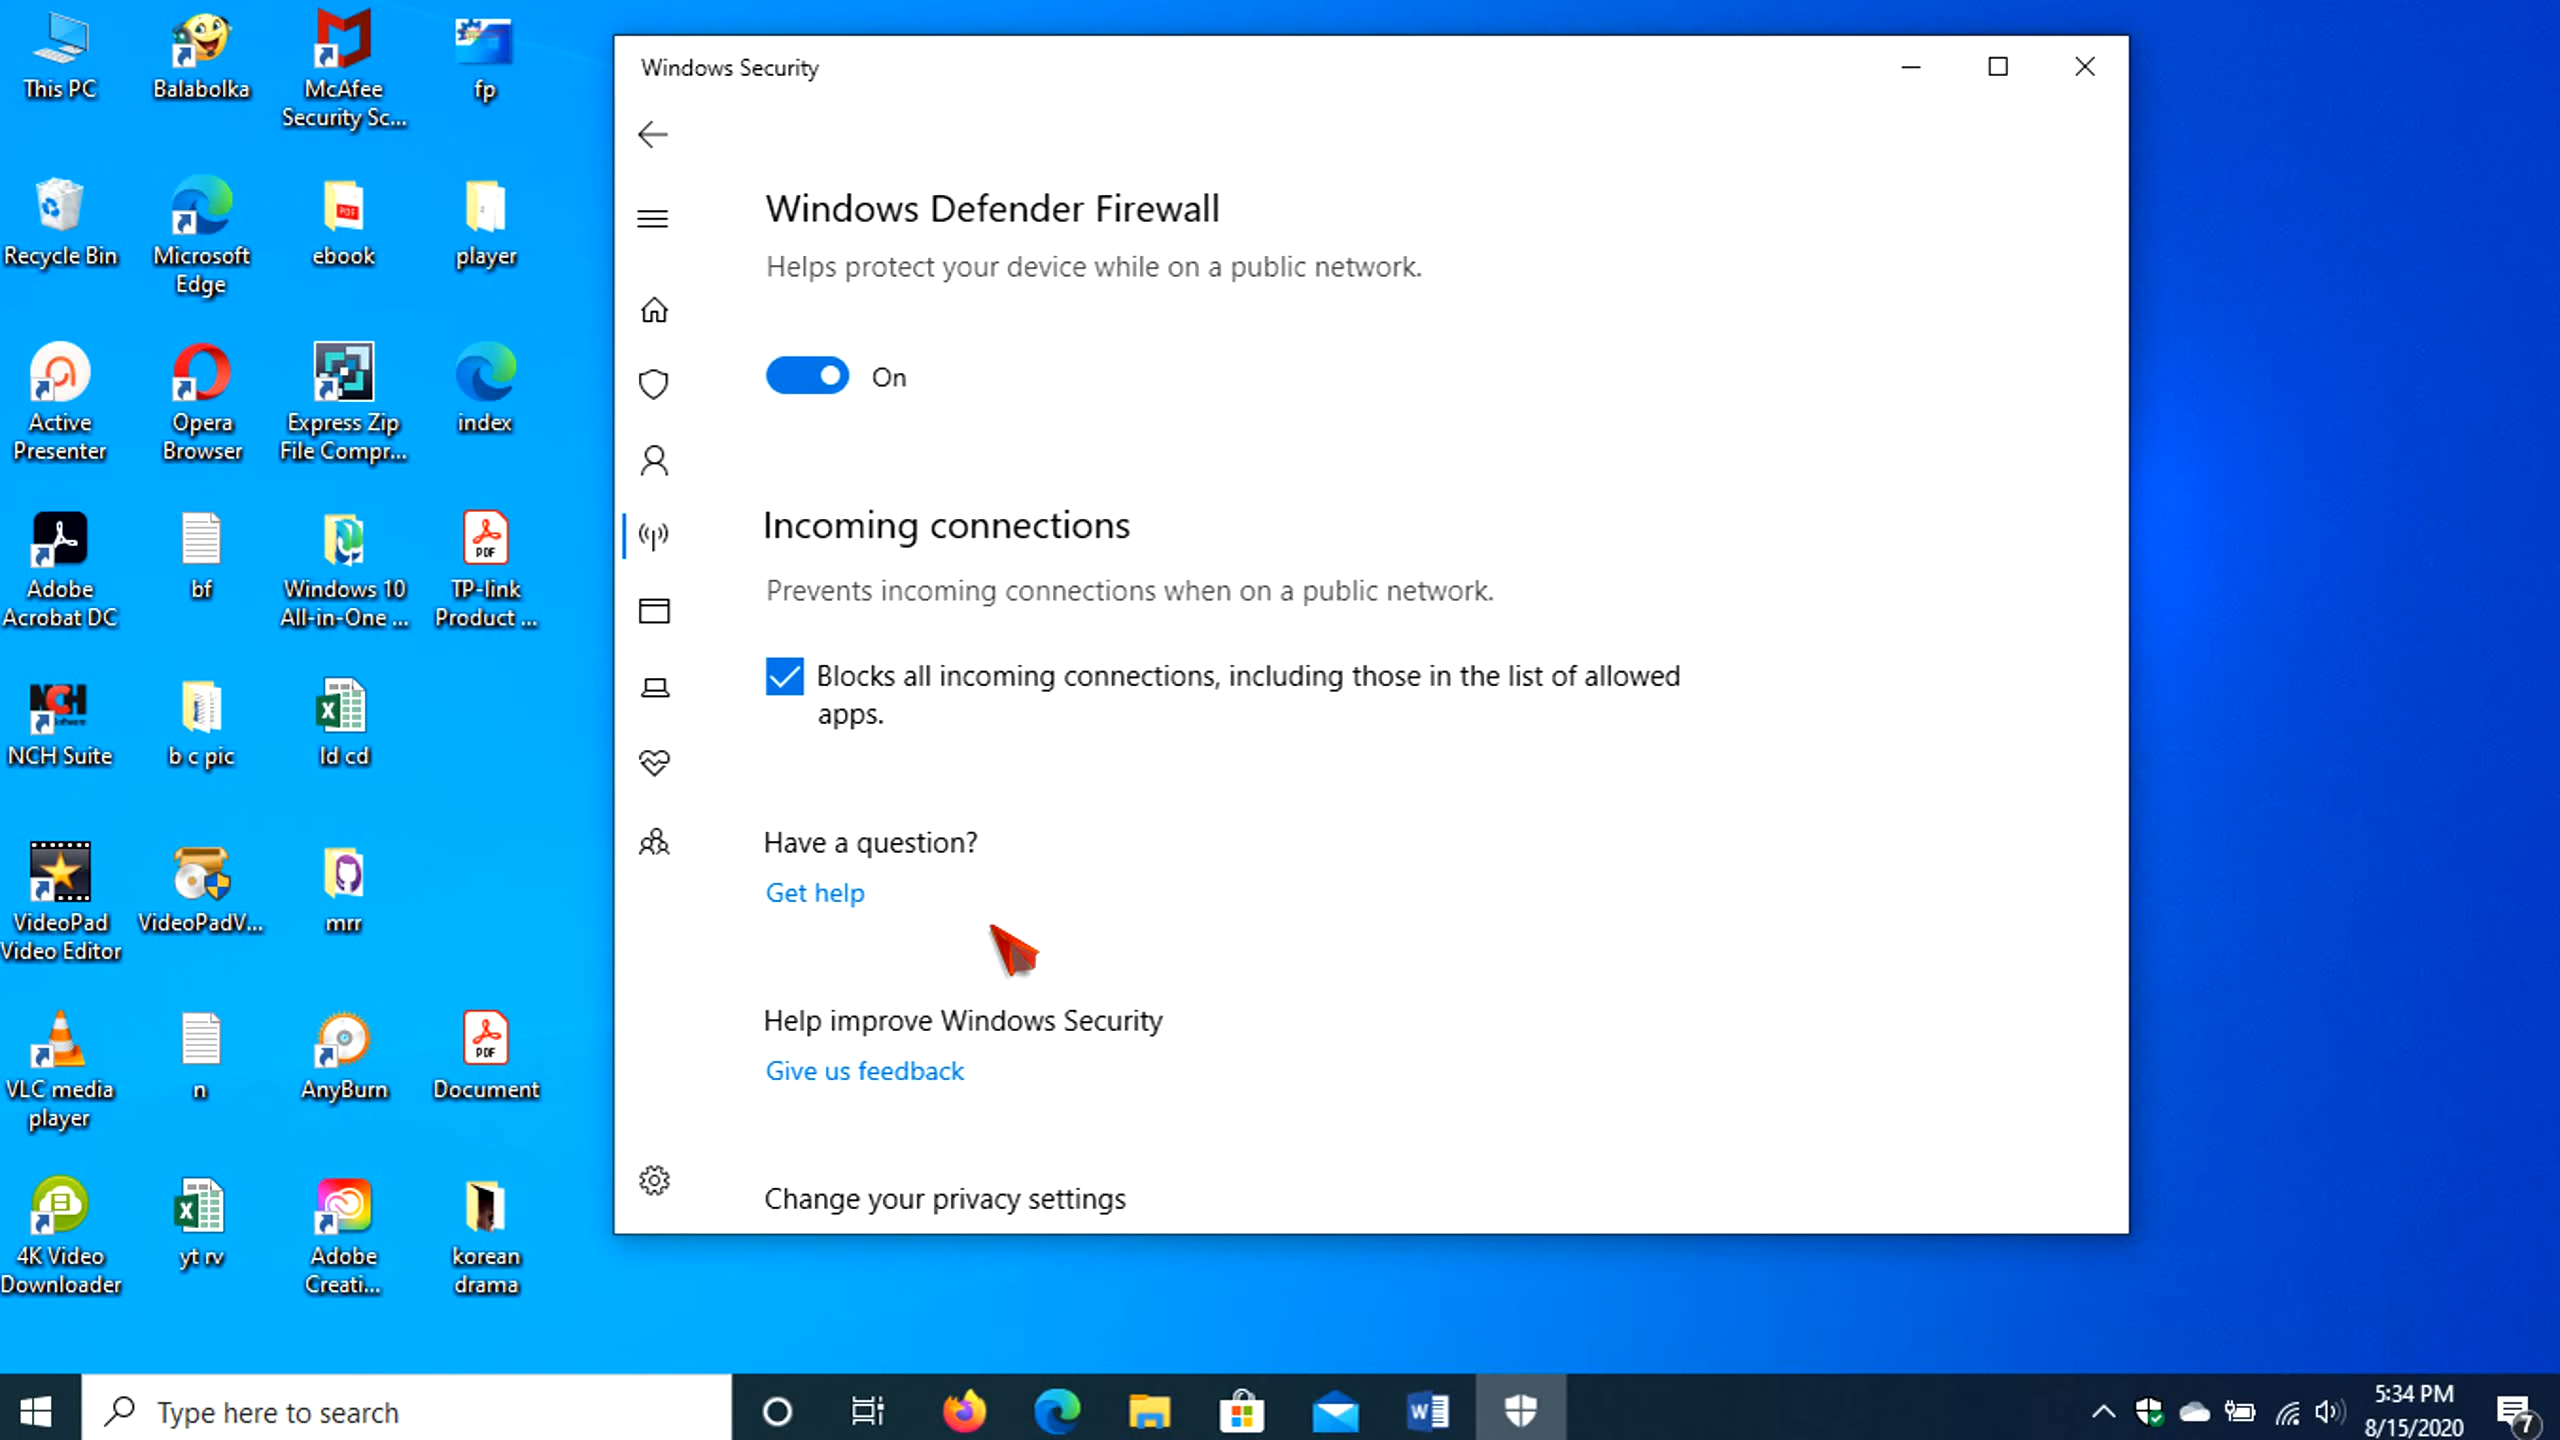 This PC
Balabolka
McAfee
Security Sc...
fp
Recycle Bin
Microsoft
Edge
ebook
player
Active
Presenter
Opera
Browser
Express Zip
File Compr...
index
Adobe
Acrobat DC
bf
Windows 10
All-in-One ...
TP-link
Product ...
NCH Suite
b c pic
ld cd
VideoPad
Video Editor
VideoPadV...
mrr
VLC media
player
n
AnyBurn
Document
4K Video
Downloader
yt rv
Adobe
Creati...
korean
drama
PDF
PDF
PDF
NCH
Windows Security
Windows Defender Firewall
Helps protect your device while on a public network.
On
Incoming connections
Prevents incoming connections when on a public network.
Blocks all incoming connections, including those in the list of allowed
apps.
Have a question?
Get help
Help improve Windows Security
Give us feedback
Change your privacy settings
Type here to search
5:34 PM
8/15/2020
7